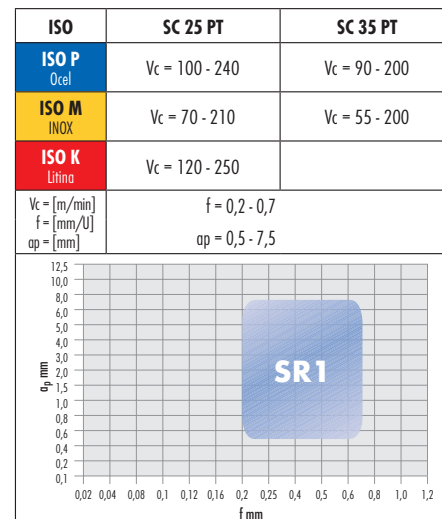 ISO SC 25 PT SC 35 PT
ISO P
Ocel
Vc = 100 - 240 Vc = 90 - 200
ISO M
INOX
Vc = 70 - 210 Vc = 55 - 200
ISO K
Litina
Vc = 120 - 250
Vc = [m/min]
f = [mm/U]
ap = [mm]
f = 0,2 - 0,7
ap = 0,5 - 7,5
12,5
10,0
8,0
6,0
5,0
4,0
3,0
2,0
1,5
1,0
0,8
0,6
0,4
0,2
0,1
ap mm
SR1
0,02 0,04 0,08 0,1 0,12 0,16 0,2 0,25 0,4 0,5 0,6 0,8 1,0 1,2
f mm